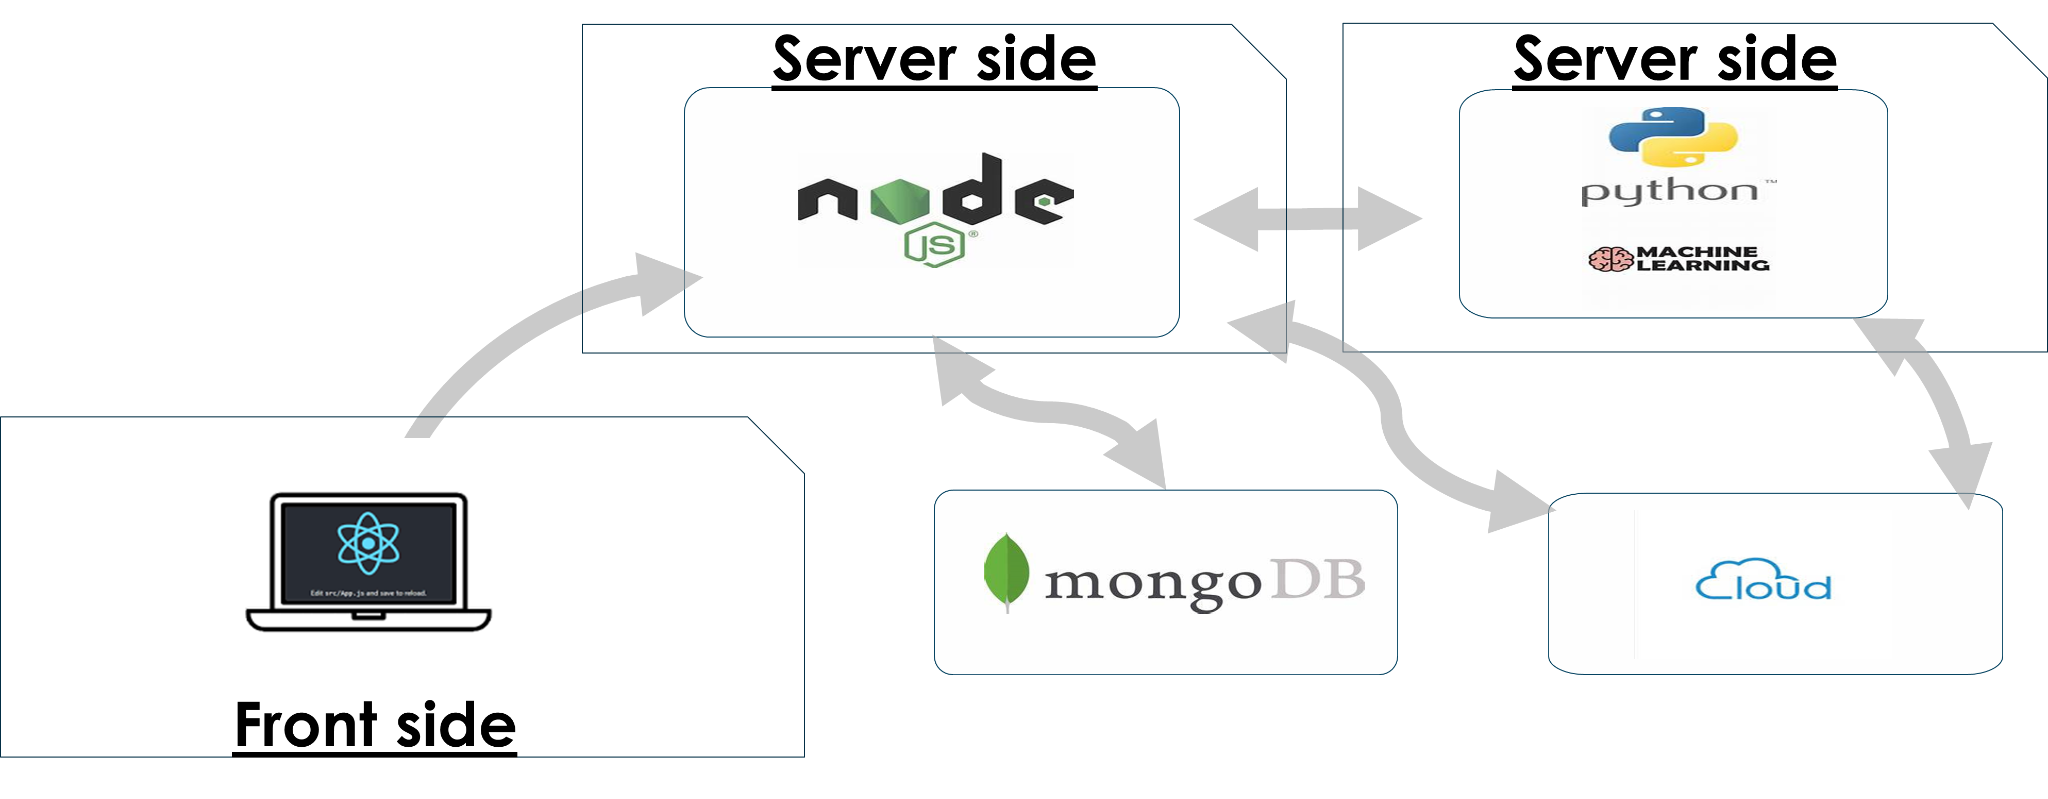 Server side
node
JS®
Server side
python™
MACHINE
LEARNING
Edit src/App.js and save to reload.
Front side
mongoDB
Cloud